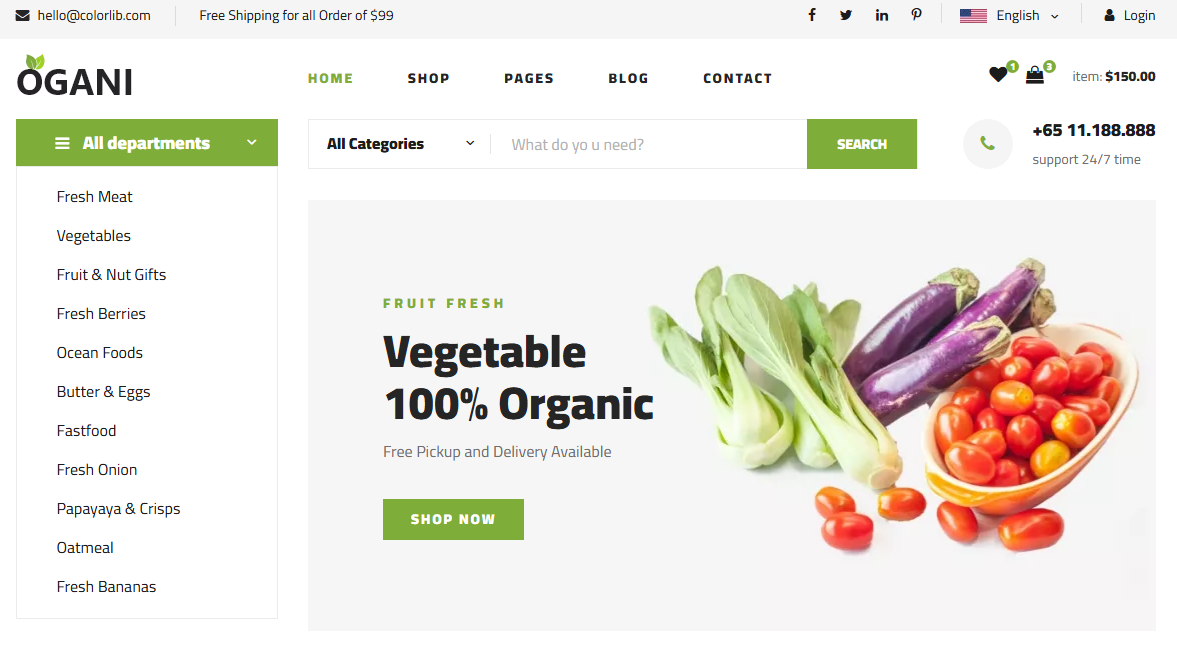 hello@colorlib.com
Free Shipping for all Order of $99
English
Login
OGANI
HOME
SHOP
PAGES
BLOG
CONTACT
1
3
item: $150.00
All departments
All Categories
What do yo u need?
SEARCH
+65 11.188.888
support 24/7 time
Fresh Meat
Vegetables
Fruit & Nut Gifts
Fresh Berries
Ocean Foods
Butter & Eggs
Fastfood
Fresh Onion
Papayaya & Crisps
Oatmeal
Fresh Bananas
FRUIT FRESH
Vegetable
100% Organic
Free Pickup and Delivery Available
SHOP NOW